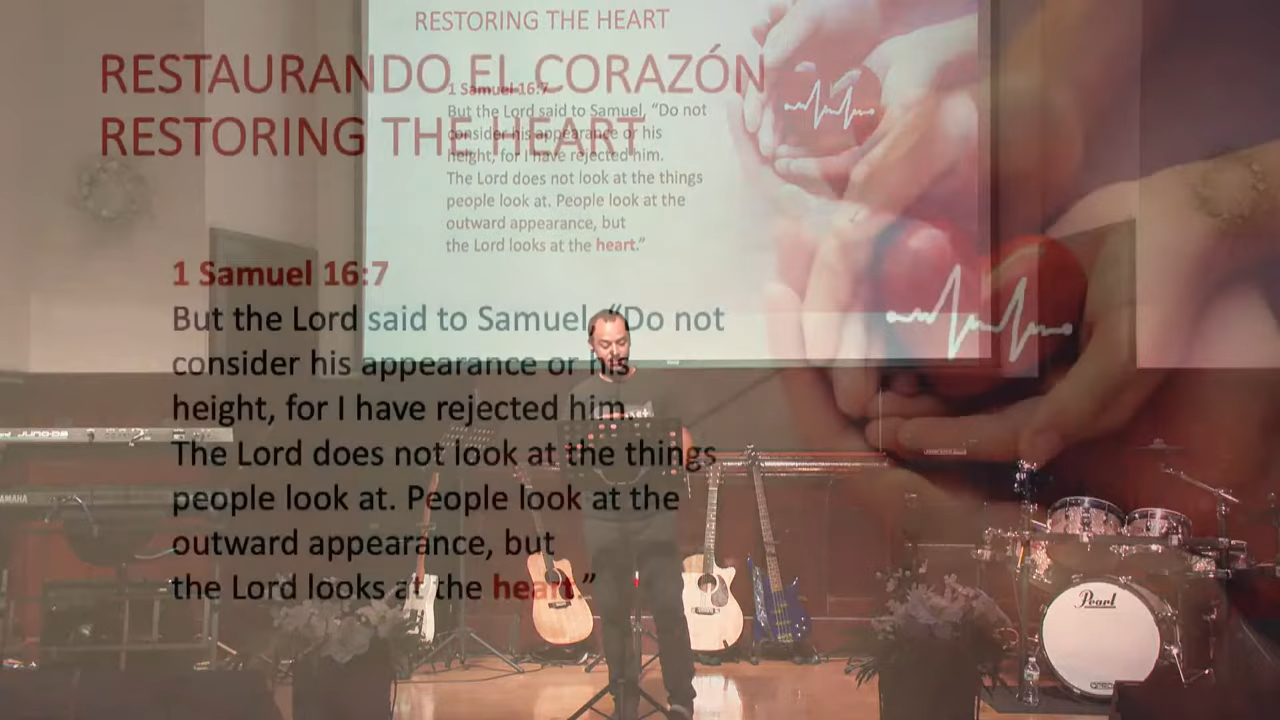 RESTORING THE HEART
1 Samuel 16:7
But the Lord said to Samuel, “Do not
consider his appearance or his
height, for I have rejected him.
The Lord does not look at the things
people look at. People look at the
outward appearance, but
the Lord looks at the heart.”
RESTAURANDO EL CORAZÓN
RESTORING THE HEART
1 Samuel 16:7
But the Lord said to Samuel, “Do not
consider his appearance or his
height, for I have rejected him.
The Lord does not look at the things
people look at. People look at the
outward appearance, but
the Lord looks at the heart.”
JUNO-DS
YAMAHA
Pearl